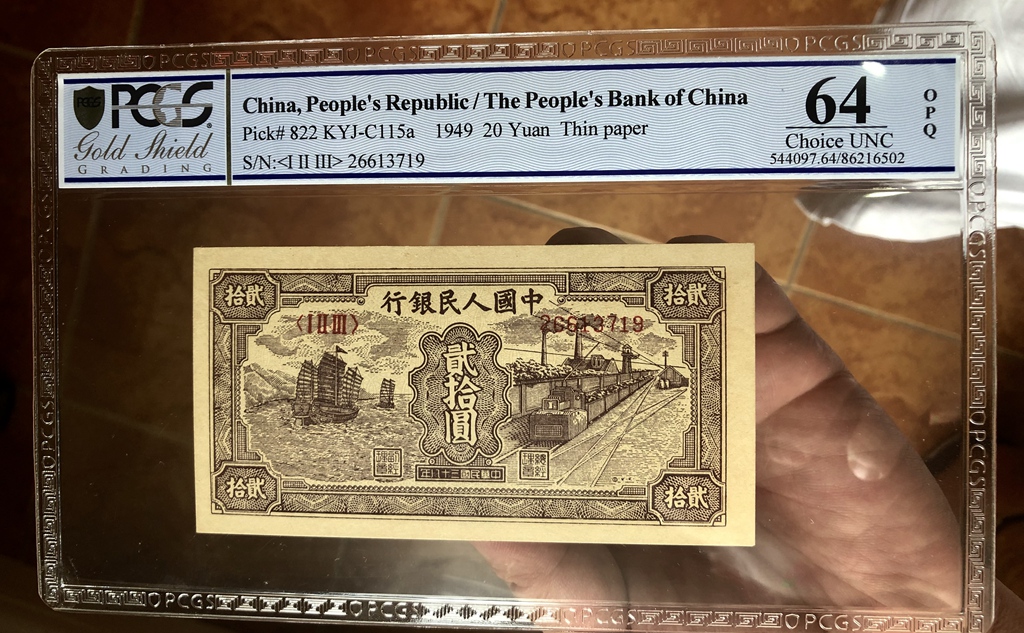 PCGS
Gold Shield
GRADING
China, People's Republic / The People's Bank of China
Pick# 822 KYJ-C115a 1949 20 Yuan Thin paper
S/N:<I II III> 26613719
64
Choice UNC
544097.64/86216502
OPQ
拾貳
行銀民人國中
拾貳
〈I II III〉
26613719
貳拾圓
年八十三國民華中
拾貳
拾貳